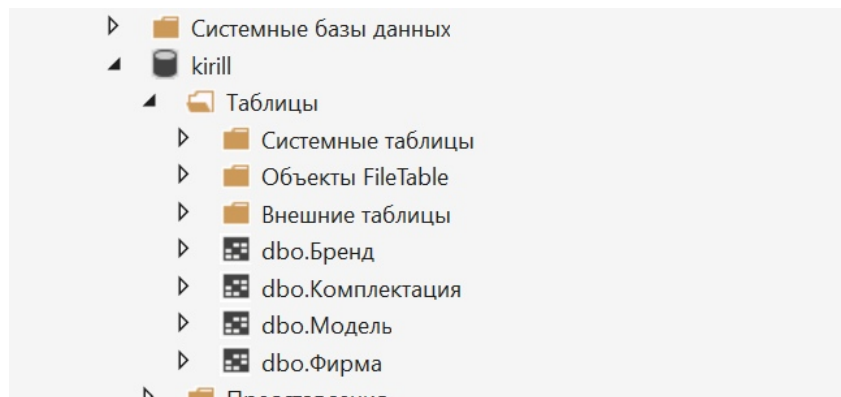 Системные базы данных
kirill
Таблицы
Системные таблицы
Объекты FileTable
Внешние таблицы
dbo.Бренд
dbo.Комплектация
dbo.Модель
dbo.Фирма